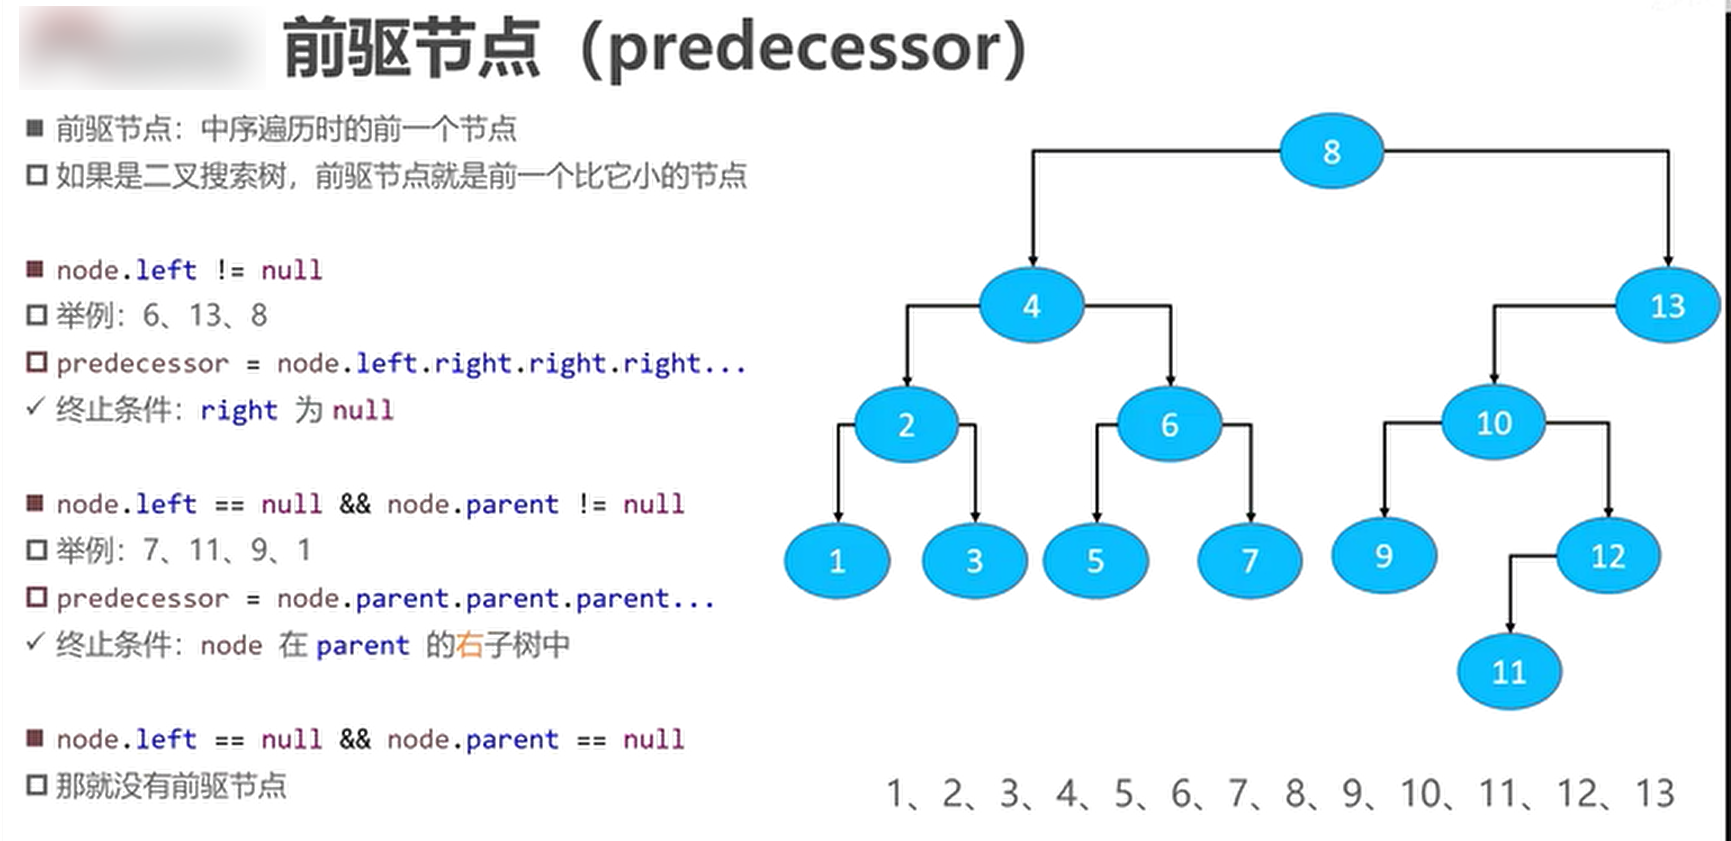 前驱节点（predecessor）
前驱节点：中序遍历时的前一个节点
如果是二叉搜索树，前驱节点就是前一个比它小的节点
node.left != null
举例：6、13、8
predecessor = node.left.right.right.right...
终止条件：right 为 null
node.left == null && node.parent != null
举例：7、11、9、1
predecessor = node.parent.parent.parent...
终止条件：node 在 parent 的右子树中
node.left == null && node.parent == null
那就没有前驱节点
8
4
13
2
6
10
1
3
5
7
9
12
11
1、2、3、4、5、6、7、8、9、10、11、12、13